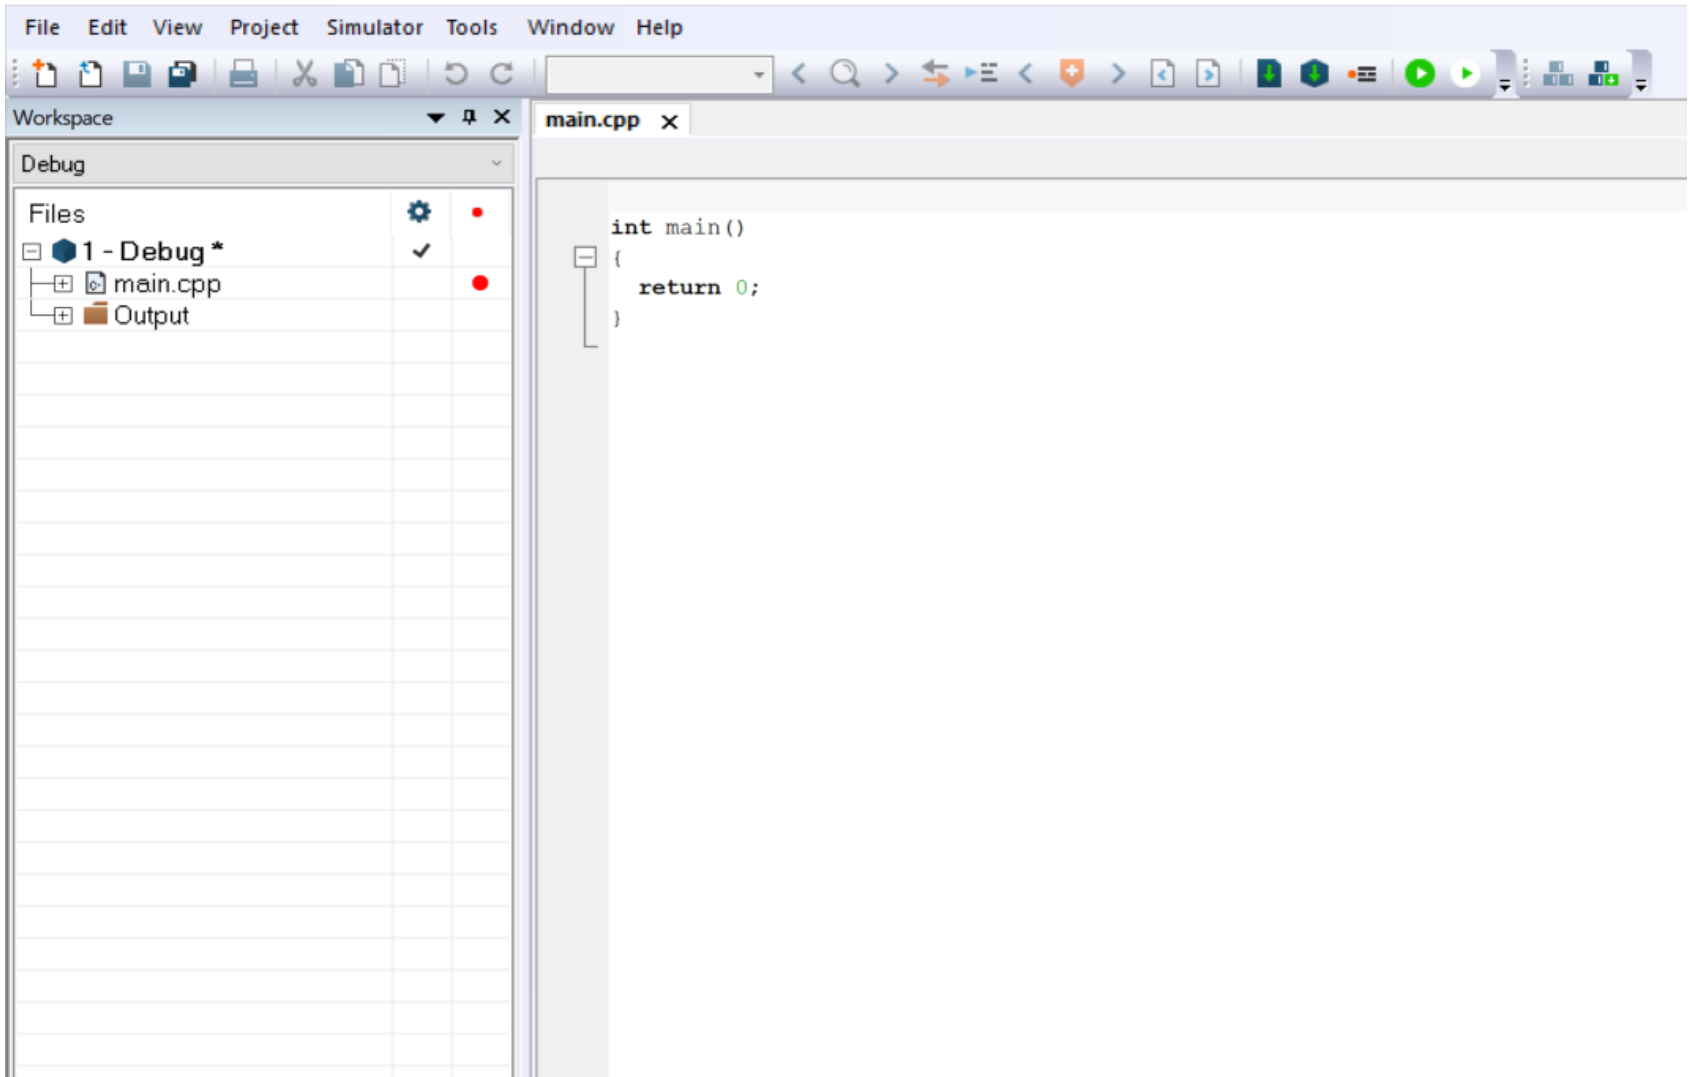 File Edit View Project Simulator Tools Window Help
Workspace
main.cpp
Debug
Files
1 - Debug *
main.cpp
Output
int main()
{
return 0;
}